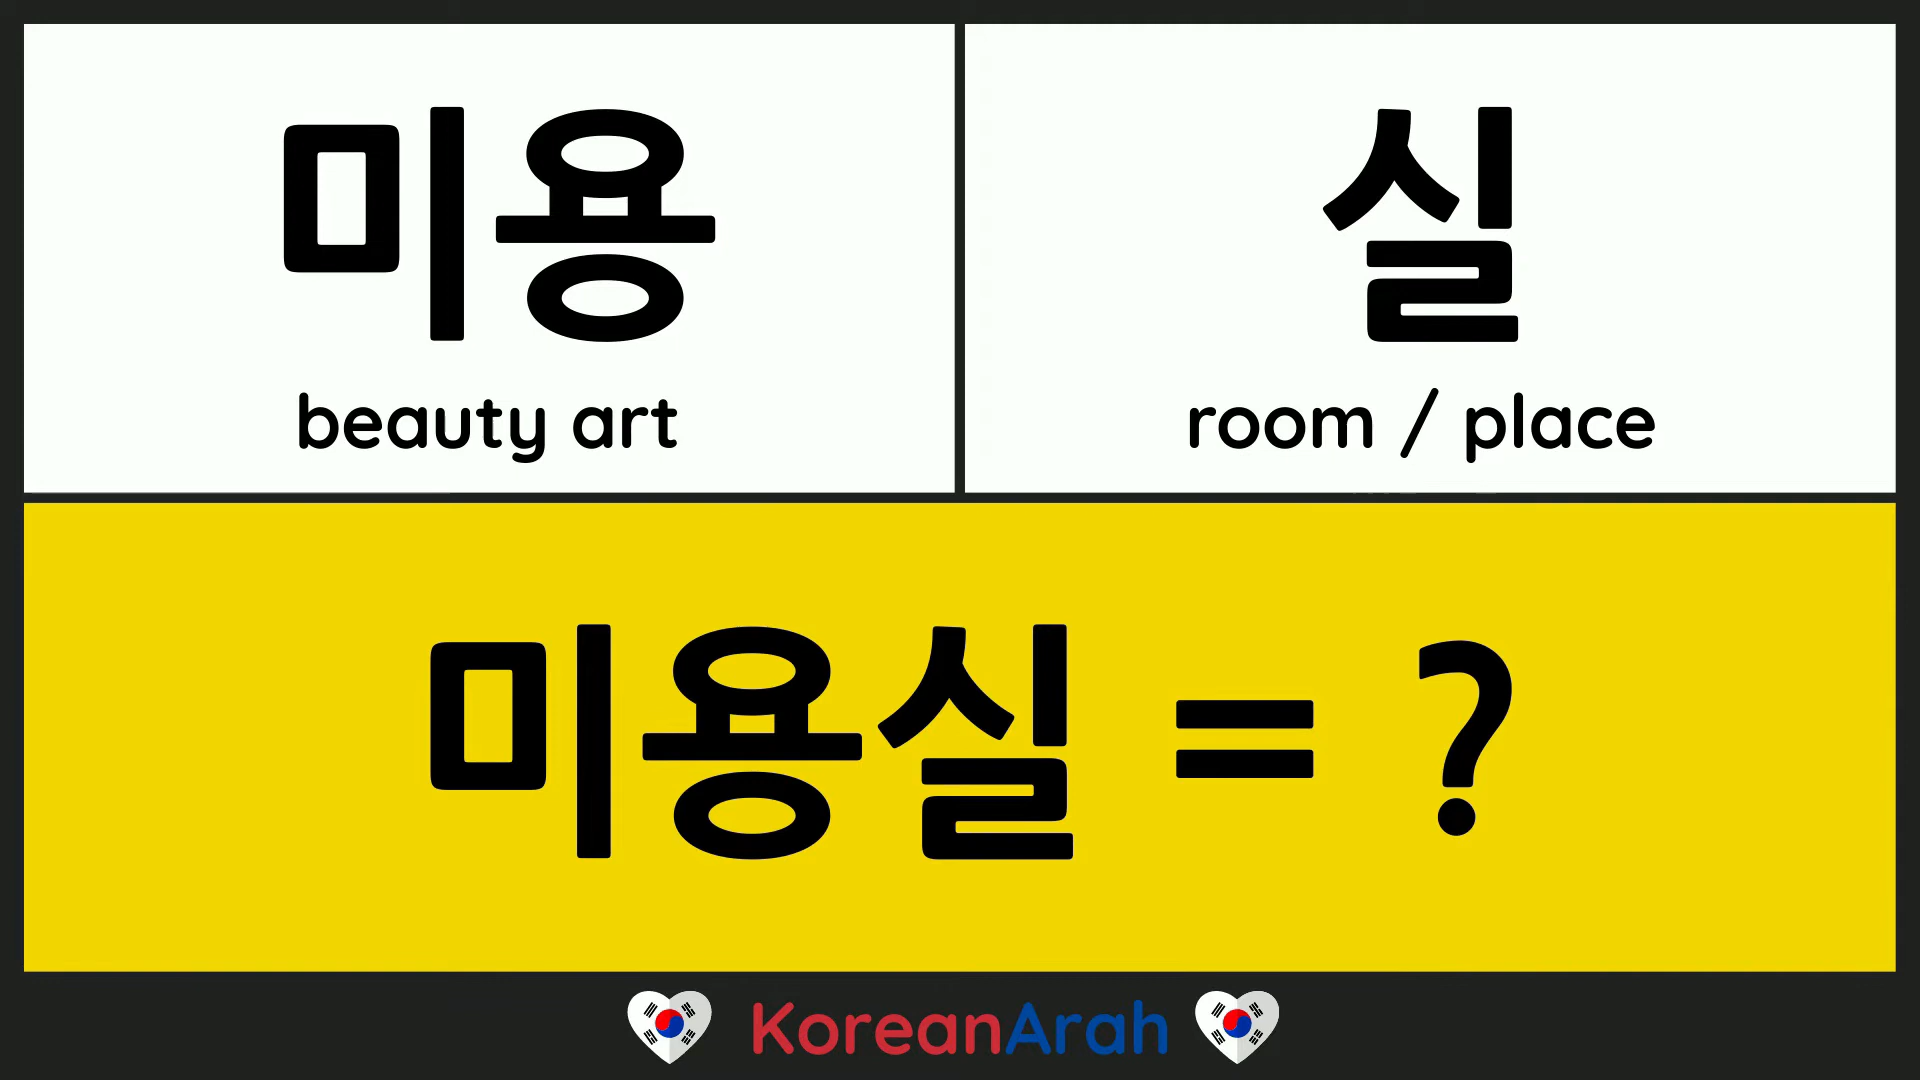 미용
beauty art
실
room / place
미용실 = ?
KoreanArah